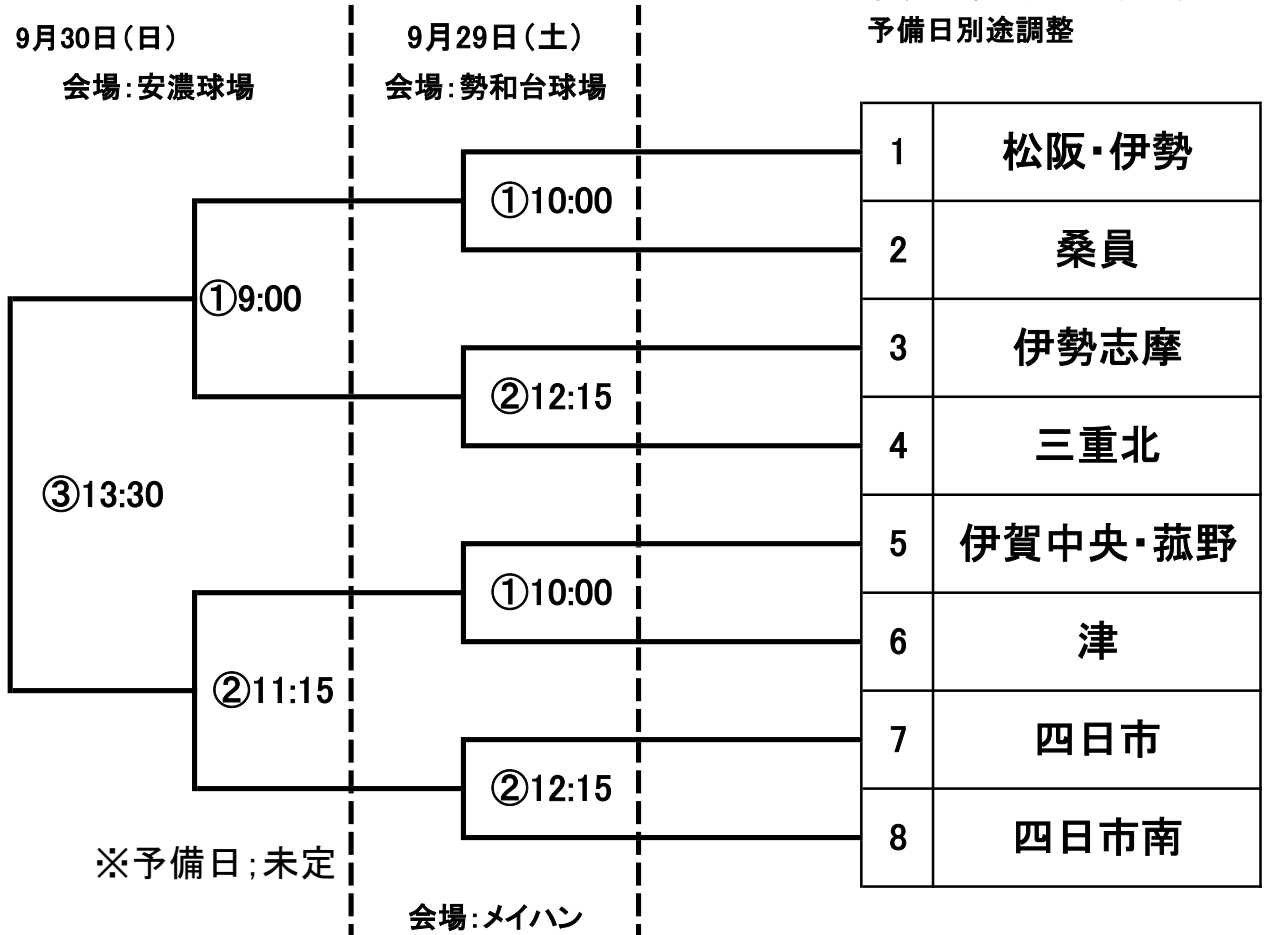 予備日別途調整
9月30日(日)
9月29日(土)
会場:安濃球場
会場:勢和台球場
1 松阪・伊勢
①10:00
2 桑員
①9:00
3 伊勢志摩
②12:15
4 三重北
③13:30
5 伊賀中央・菰野
①10:00
6 津
②11:15
7 四日市
②12:15
8 四日市南
※予備日;未定
会場:メイハン